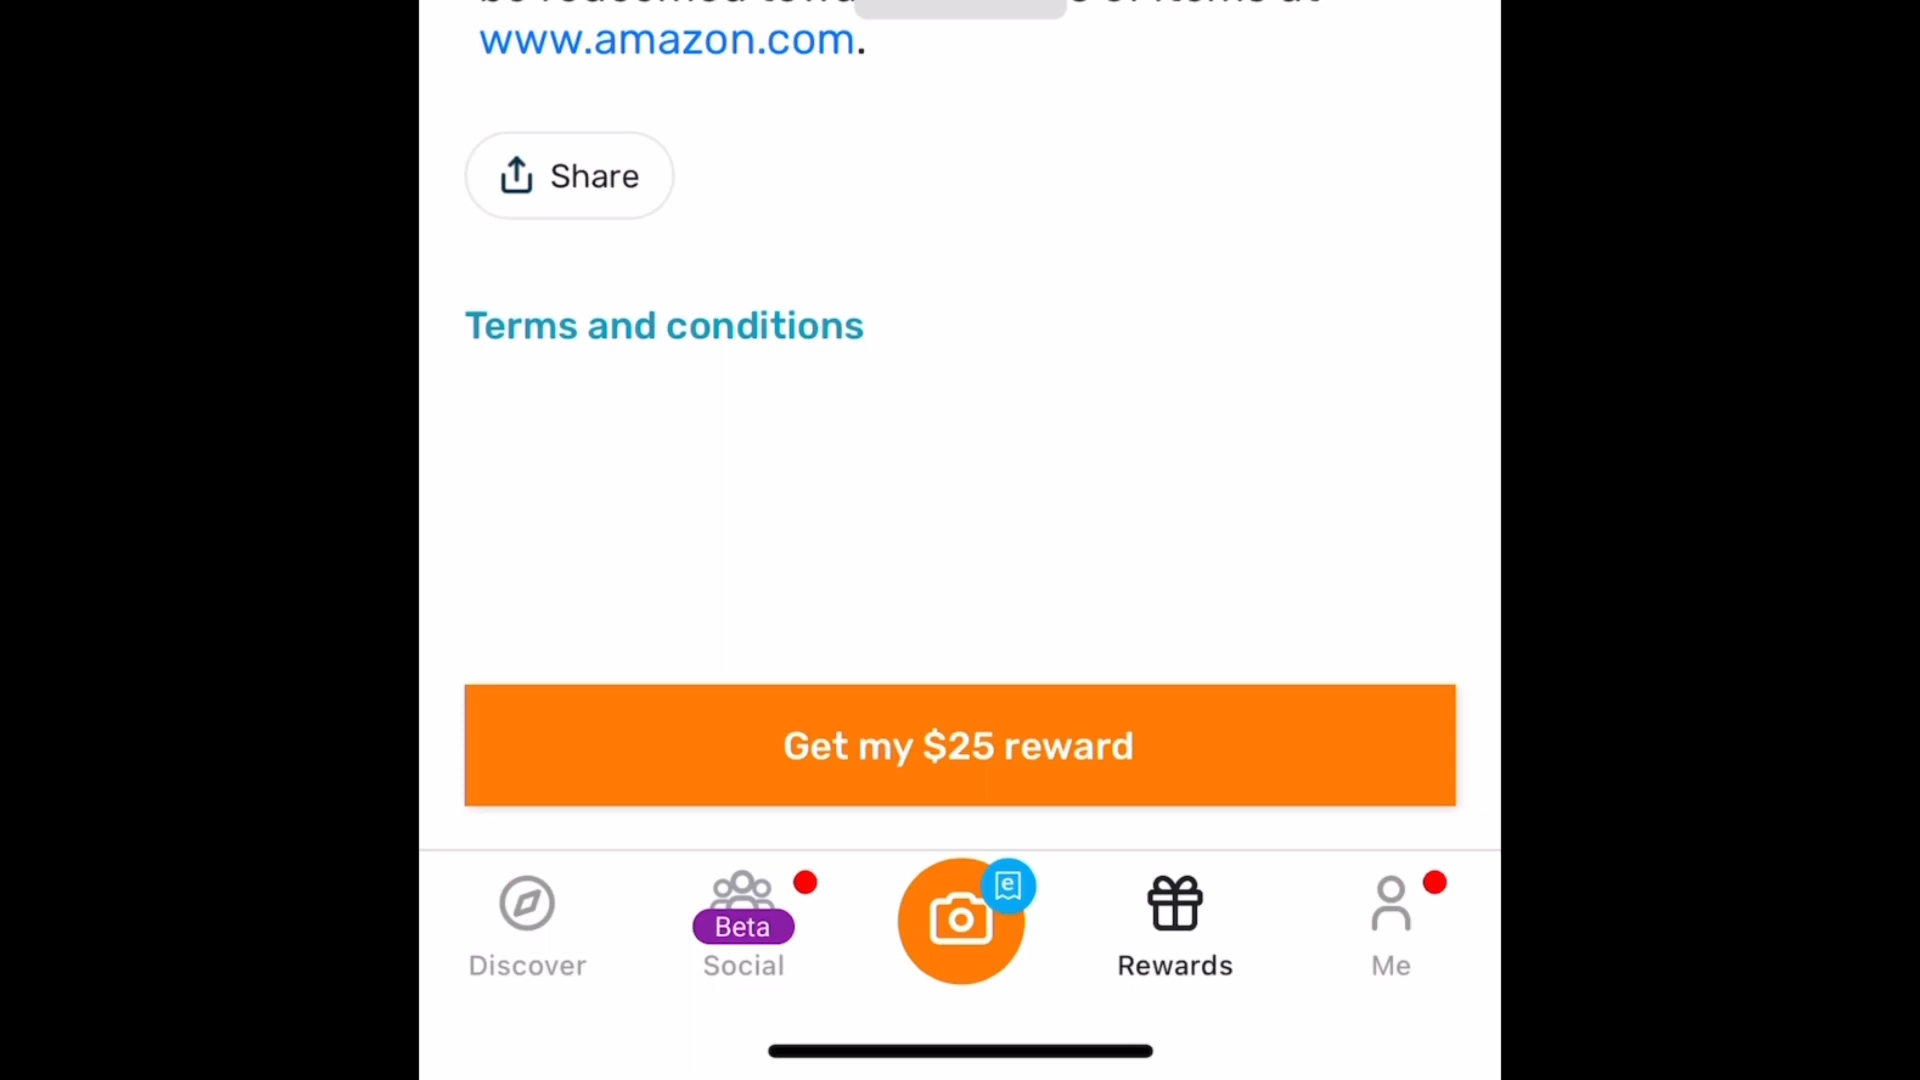 www.amazon.com.
Share
Terms and conditions
Get my $25 reward
e
Beta
Discover
Social
Rewards
Me